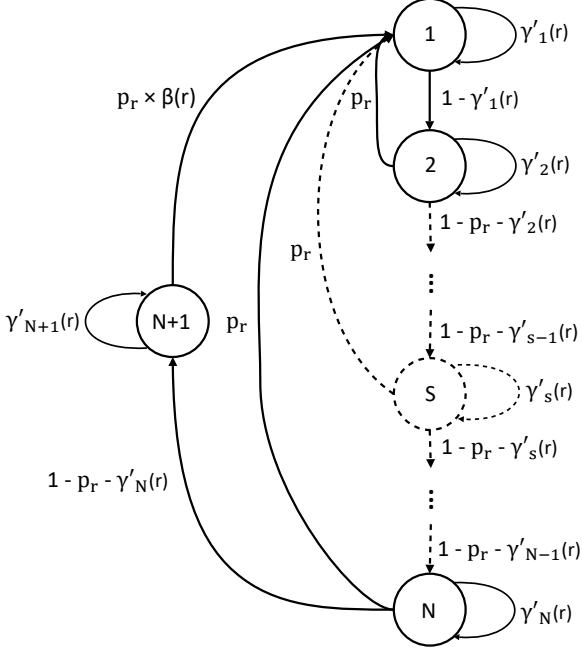 1
γ′₁(r)
pᵣ × β(r)
pᵣ
1 - γ′₁(r)
2
γ′₂(r)
1 - pᵣ - γ′₂(r)
pᵣ
⋮
N+1
γ′N+1(r)
pᵣ
1 - pᵣ - γ′s−1(r)
S
γ′s(r)
1 - pᵣ - γ′s(r)
1 - pᵣ - γ′N(r)
⋮
1 - pᵣ - γ′N−1(r)
N
γ′N(r)